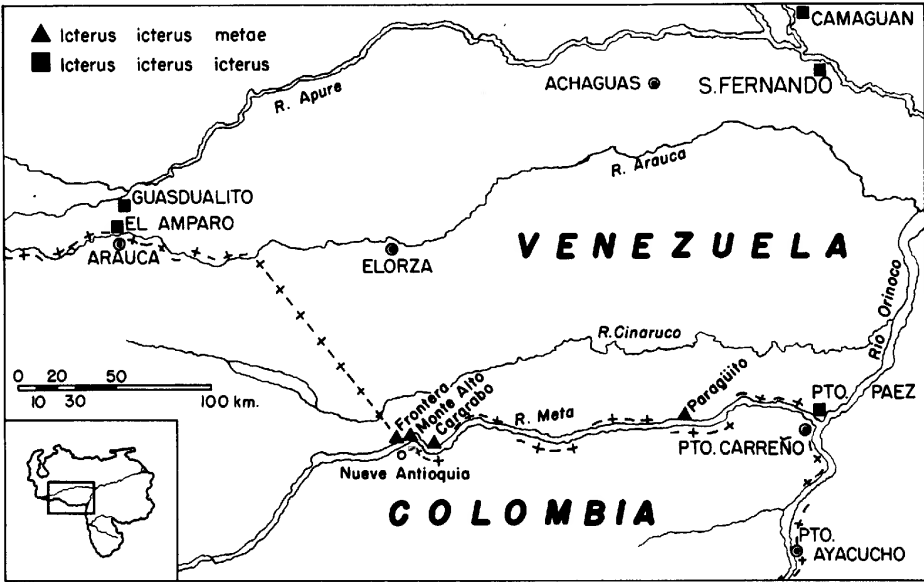 Icterus icterus metae
Icterus icterus icterus
CAMAGUAN
ACHAGUAS
S. FERNANDO
R. Apure
R. Arauca
GUASDUALITO
EL AMPARO
ARAUCA
ELORZA
VENEZUELA
Rio Orinoco
R. Cinaruco
0 20 50
10 30 100 km.
Frontera
Monte Alto
Cararabo
Paragüito
R. Meta
PTO. PAEZ
PTO. CARREÑO
Nueve Antioquia
COLOMBIA
PTO.
AYACUCHO